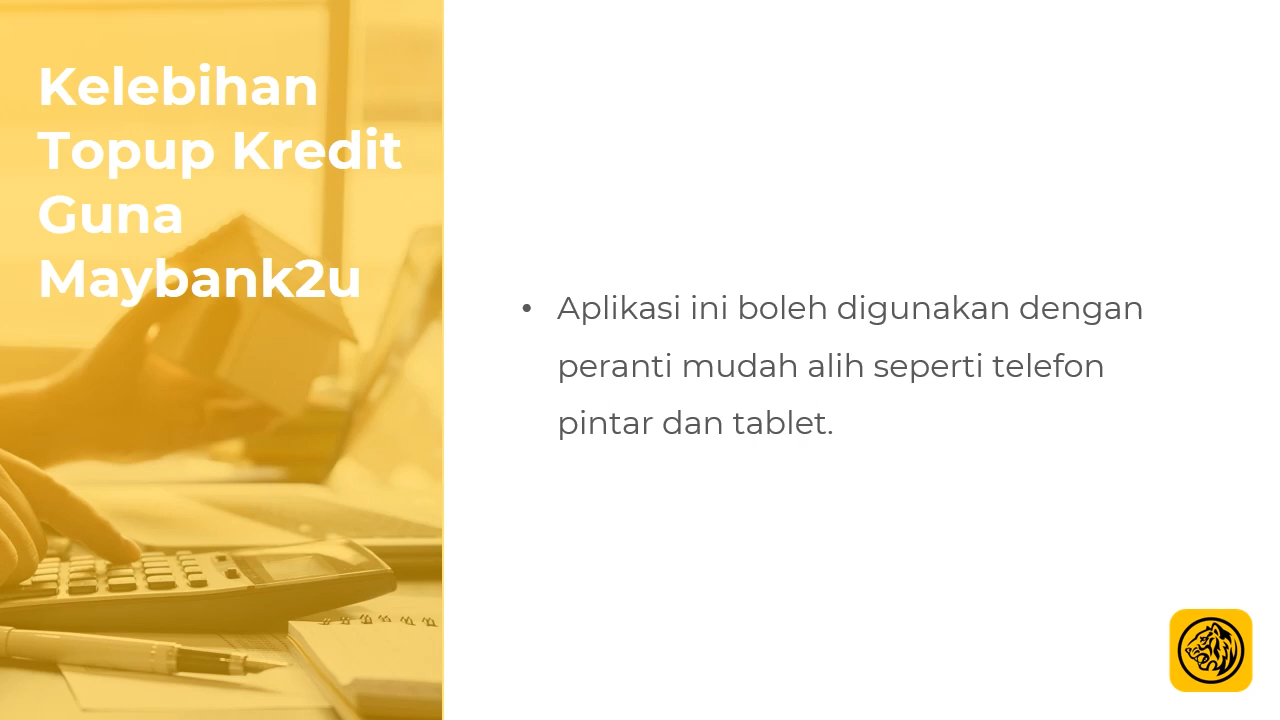 Kelebihan
Topup Kredit
Guna
Maybank2u
• Aplikasi ini boleh digunakan dengan
peranti mudah alih seperti telefon
pintar dan tablet.